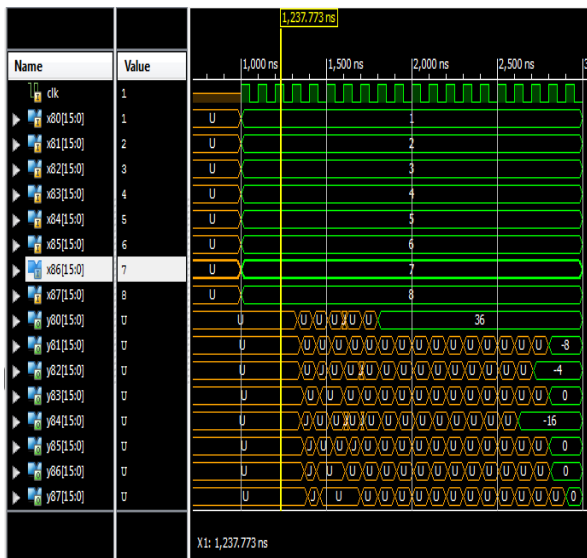 1,237.773 ns
Name Value 1,000 ns 1,500 ns 2,000 ns 2,500 ns 3
clk 1
x80[15:0] 1 U 1
x81[15:0] 2 U 2
x82[15:0] 3 U 3
x83[15:0] 4 U 4
x84[15:0] 5 U 5
x85[15:0] 6 U 6
x86[15:0] 7 U 7
x87[15:0] 8 U 8
y80[15:0] U U U U U U U 36
y81[15:0] U U U U U U U U U U U U U U U U U -8
y82[15:0] U U U J U U U U U U U U U U U U -4
y83[15:0] U U U U U U U U U U U U U U U U 0
y84[15:0] U U J U U U U U U U U U U U -16
y85[15:0] U U J U U J U U U U U U U U U U U 0
y86[15:0] U U J U U U U U U U U U U U U U 0
y87[15:0] U U J U U U U U U U U U U U U U U 0
X1: 1,237.773 ns